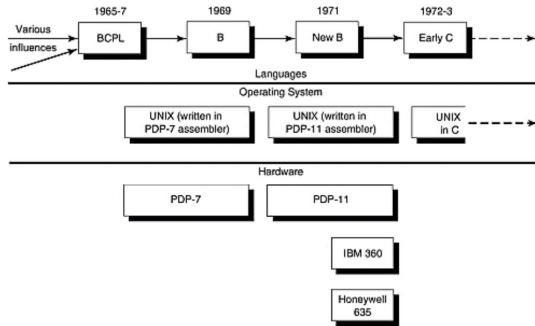 1965-7
1969
1971
1972-3
Various
influences
BCPL
B
New B
Early C
Languages
Operating System
UNIX (written in
PDP-7 assembler)
UNIX (written in
PDP-11 assembler)
UNIX
in C
Hardware
PDP-7
PDP-11
IBM 360
Honeywell
635